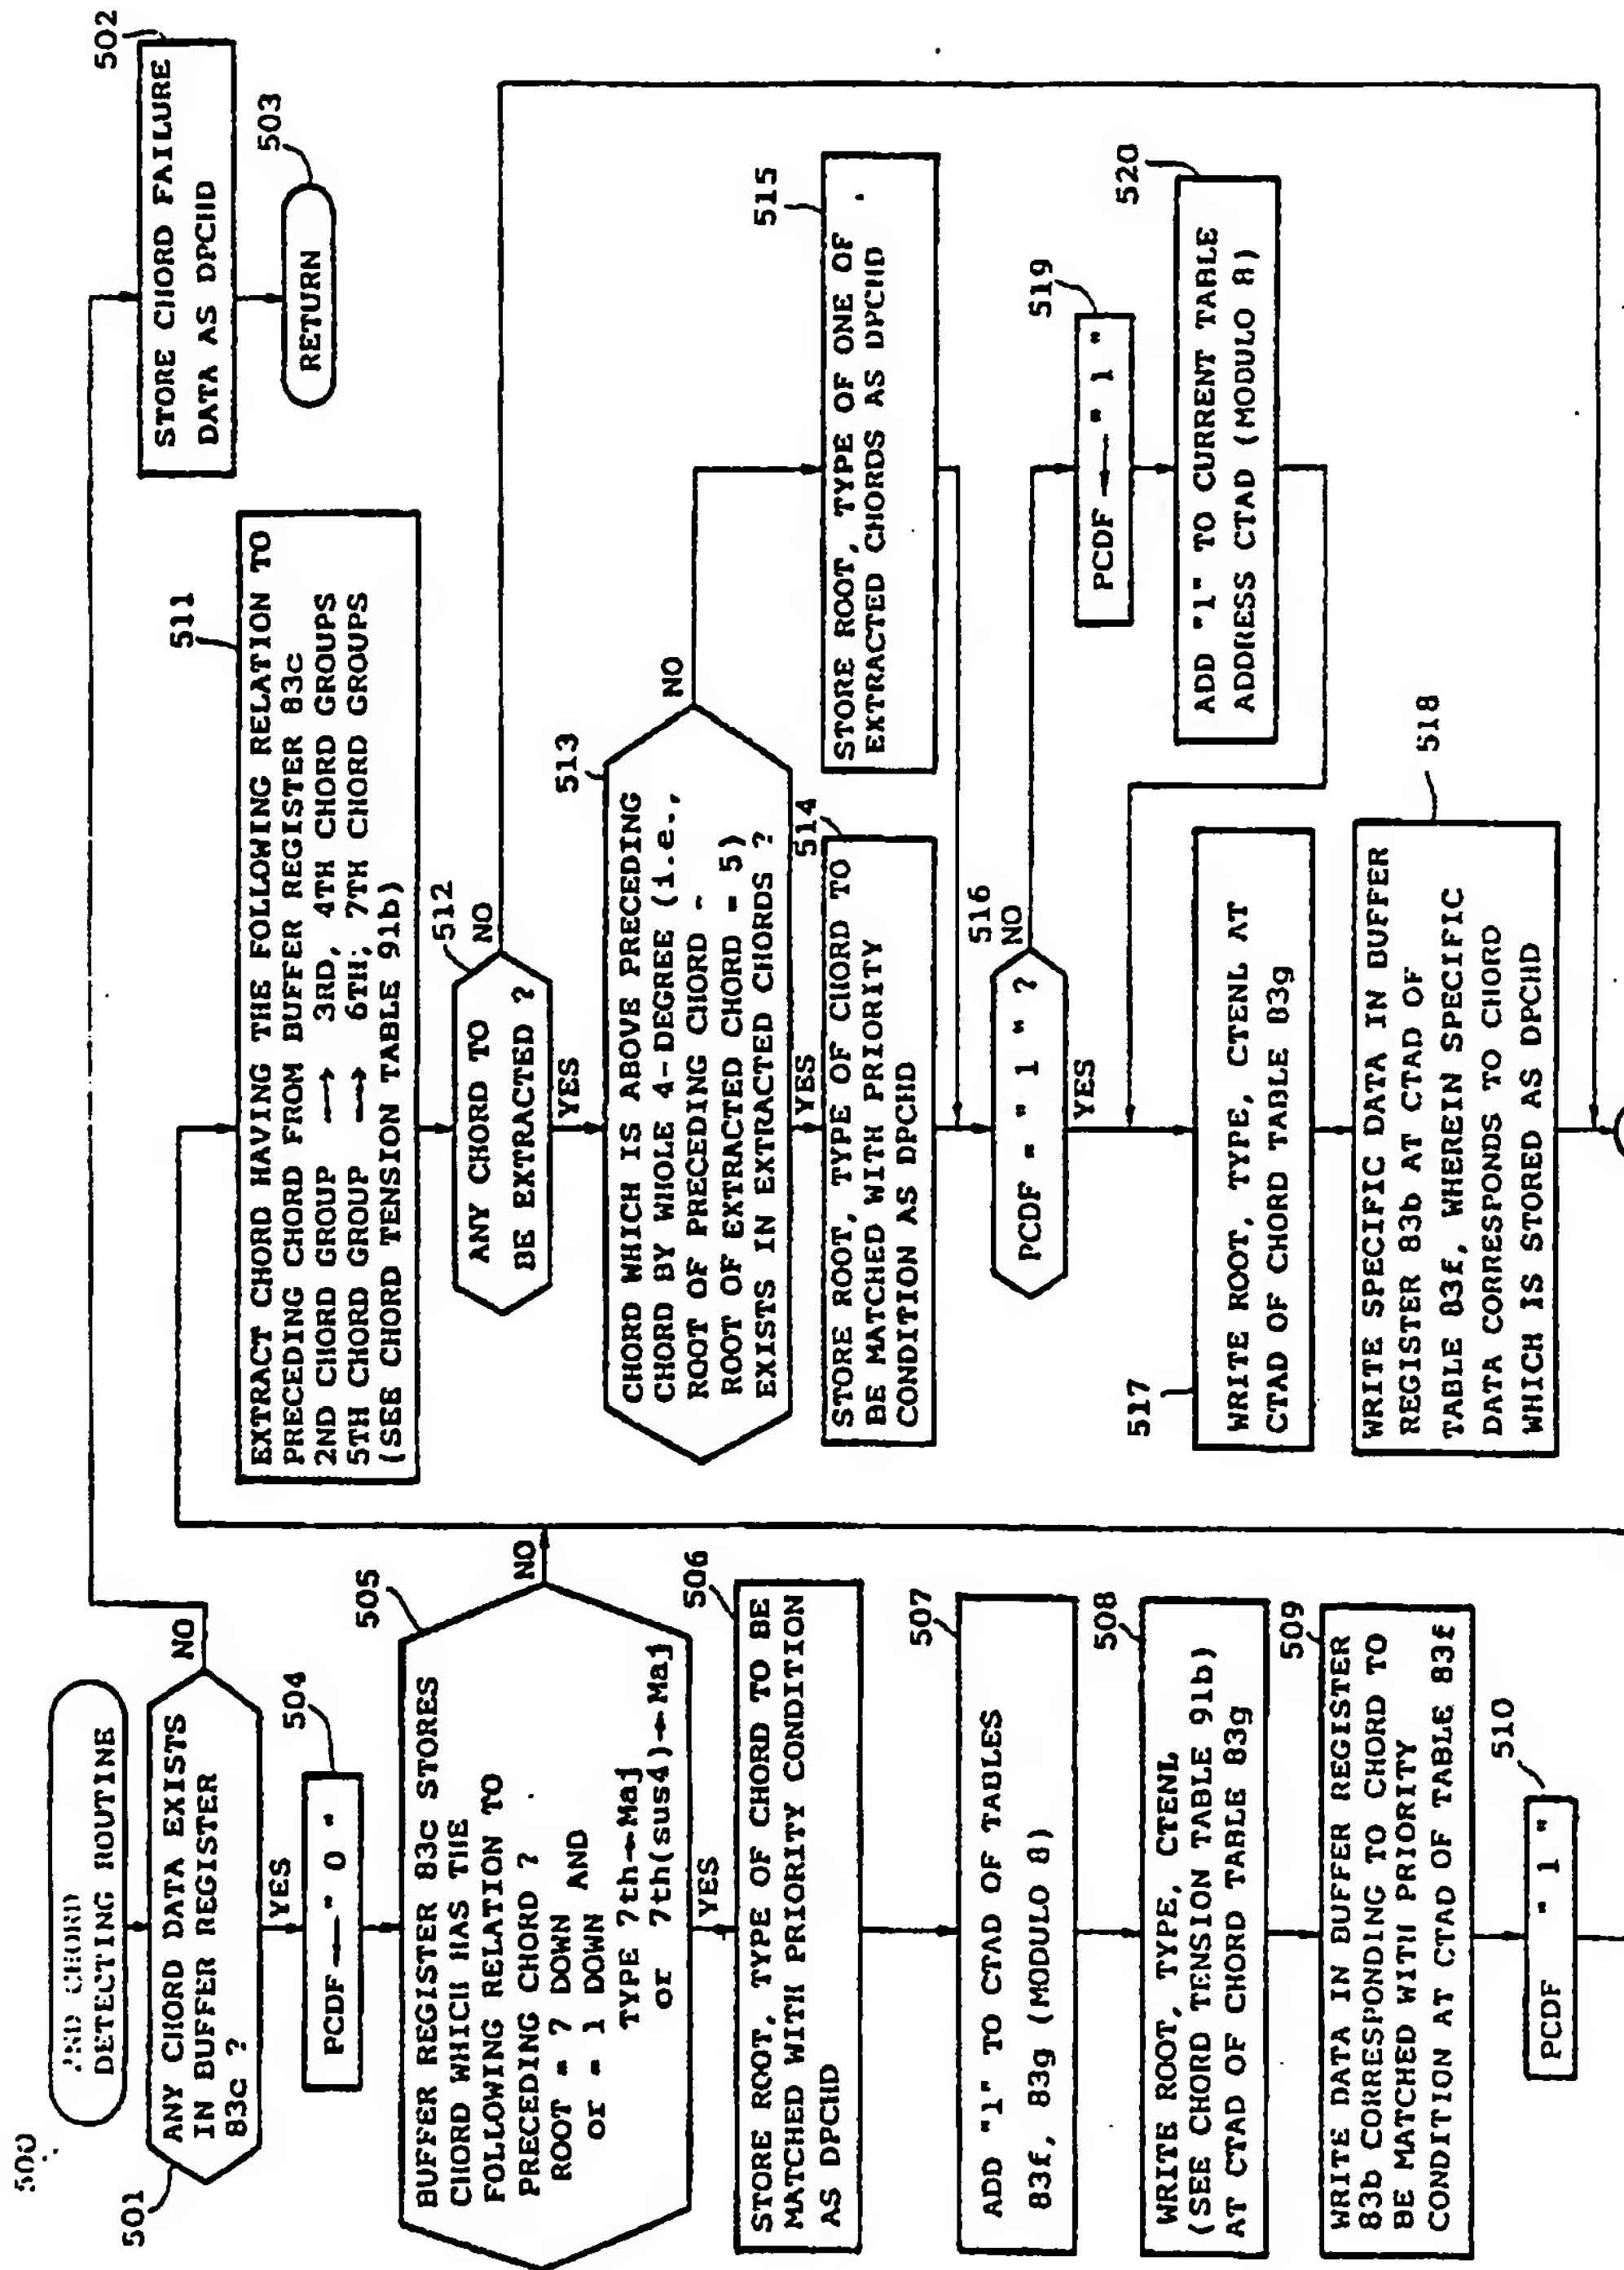 500
2ND CHORD
DETECTING ROUTINE
501
ANY CHORD DATA EXISTS
IN BUFFER REGISTER
83c ?
NO
YES
502
STORE CHORD FAILURE
DATA AS DPCHD
503
RETURN
504
PCDF ← " 0 "
505
BUFFER REGISTER 83c STORES
CHORD WHICH HAS THE
FOLLOWING RELATION TO
PRECEDING CHORD ?
ROOT = 7 DOWN
or = 1 DOWN AND
TYPE 7th←Maj
or 7th(sus4)←Maj
NO
YES
506
STORE ROOT, TYPE OF CHORD TO BE
MATCHED WITH PRIORITY CONDITION
AS DPCHD
507
ADD "1" TO CTAD OF TABLES
83f, 83g (MODULO 8)
508
WRITE ROOT, TYPE, CTENL
(SEE CHORD TENSION TABLE 91b)
AT CTAD OF CHORD TABLE 83g
509
WRITE DATA IN BUFFER REGISTER
83b CORRESPONDING TO CHORD TO
BE MATCHED WITH PRIORITY
CONDITION AT CTAD OF TABLE 83f
510
PCDF " 1 "
511
EXTRACT CHORD HAVING THE FOLLOWING RELATION TO
PRECEDING CHORD FROM BUFFER REGISTER 83c
2ND CHORD GROUP → 3RD, 4TH CHORD GROUPS
5TH CHORD GROUP → 6TH, 7TH CHORD GROUPS
(SEE CHORD TENSION TABLE 91b)
512
ANY CHORD TO
BE EXTRACTED ?
NO
YES
513
CHORD WHICH IS ABOVE PRECEDING
CHORD BY WHOLE 4-DEGREE (i.e.,
ROOT OF PRECEDING CHORD -
ROOT OF EXTRACTED CHORD = 5)
EXISTS IN EXTRACTED CHORDS ?
NO
YES
514
STORE ROOT, TYPE OF CHORD TO
BE MATCHED WITH PRIORITY
CONDITION AS DPCHD
515
STORE ROOT, TYPE OF ONE OF
EXTRACTED CHORDS AS DPCHD
516
PCDF = " 1 " ?
NO
YES
519
PCDF ← " 1 "
520
ADD "1" TO CURRENT TABLE
ADDRESS CTAD (MODULO 8)
517
WRITE ROOT, TYPE, CTENL AT
CTAD OF CHORD TABLE 83g
518
WRITE SPECIFIC DATA IN BUFFER
REGISTER 83b AT CTAD OF
TABLE 83f, WHEREIN SPECIFIC
DATA CORRESPONDS TO CHORD
WHICH IS STORED AS DPCHD